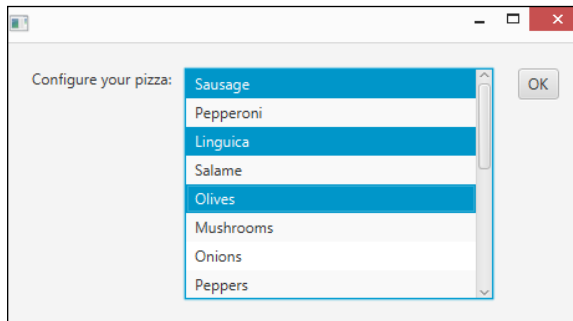 Configure your pizza:
Sausage
OK
Pepperoni
Linguica
Salame
Olives
Mushrooms
Onions
Peppers